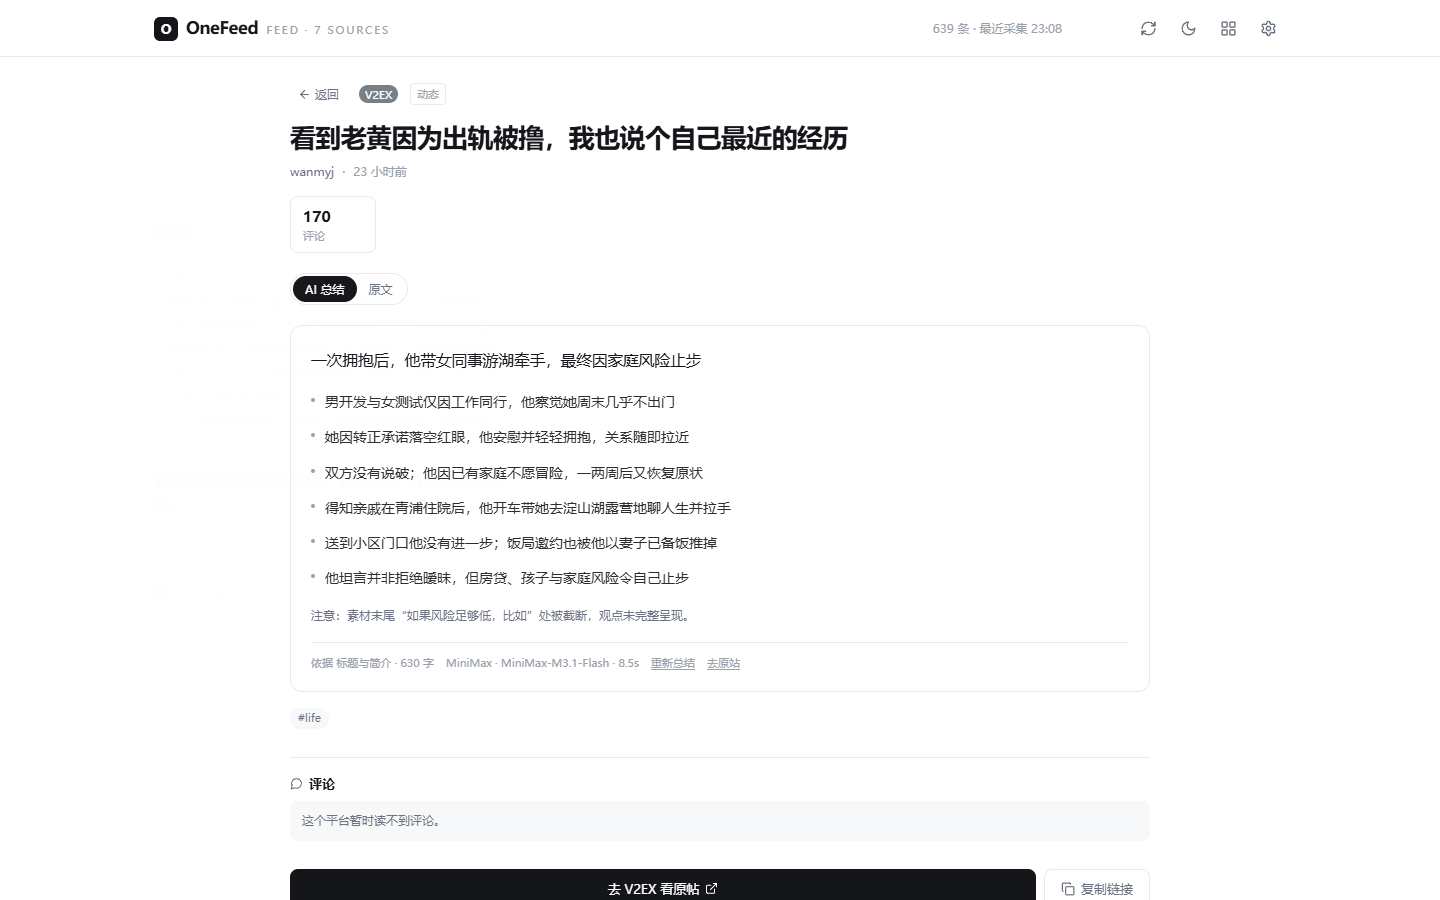 O OneFeed FEED · 7 SOURCES 639 条 · 最近采集 23:08
← 返回 V2EX 动态
看到老黄因为出轨被撸，我也说个自己最近的经历
wanmyj · 23 小时前
170
评论
AI 总结 原文
一次拥抱后，他带女同事游湖牵手，最终因家庭风险止步
• 男开发与女测试仅因工作同行，他察觉她周末几乎不出门
• 她因转正承诺落空红眼，他安慰并轻轻拥抱，关系随即拉近
• 双方没有说破；他因已有家庭不愿冒险，一两周后又恢复原状
• 得知亲戚在青浦住院后，他开车带她去淀山湖露营地聊人生并拉手
• 送到小区门口他没有进一步；饭局邀约也被他以妻子已备饭推掉
• 他坦言并非拒绝暧昧，但房贷、孩子与家庭风险令自己止步
注意：素材末尾“如果风险足够低，比如”处被截断，观点未完整呈现。
依据 标题与简介 · 630 字 MiniMax · MiniMax-M3.1-Flash · 8.5s 重新总结 去原站
#life
评论
这个平台暂时读不到评论。
去 V2EX 看原帖 复制链接